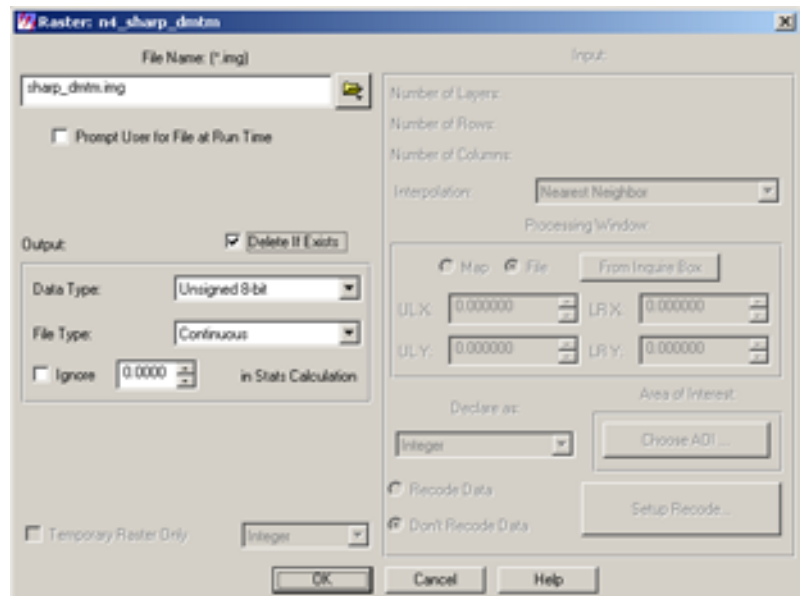 Raster: n4_sharp_dmtm
File Name: (*.img)
sharp_dmtm.img
Prompt User for File at Run Time
Output:
Delete If Exists
Data Type:
Unsigned 8-bit
File Type:
Continuous
Ignore
0.0000
in Stats Calculation
Temporary Raster Only
Integer
Input:
Number of Layers:
Number of Rows:
Number of Columns:
Interpolation:
Nearest Neighbor
Processing Window:
Map
File
From Inquire Box
ULX:
0.000000
LRX:
0.000000
ULY:
0.000000
LRY:
0.000000
Declare as:
Area of Interest:
Integer
Choose AOI ...
Recode Data
Don't Recode Data
Setup Recode...
OK
Cancel
Help